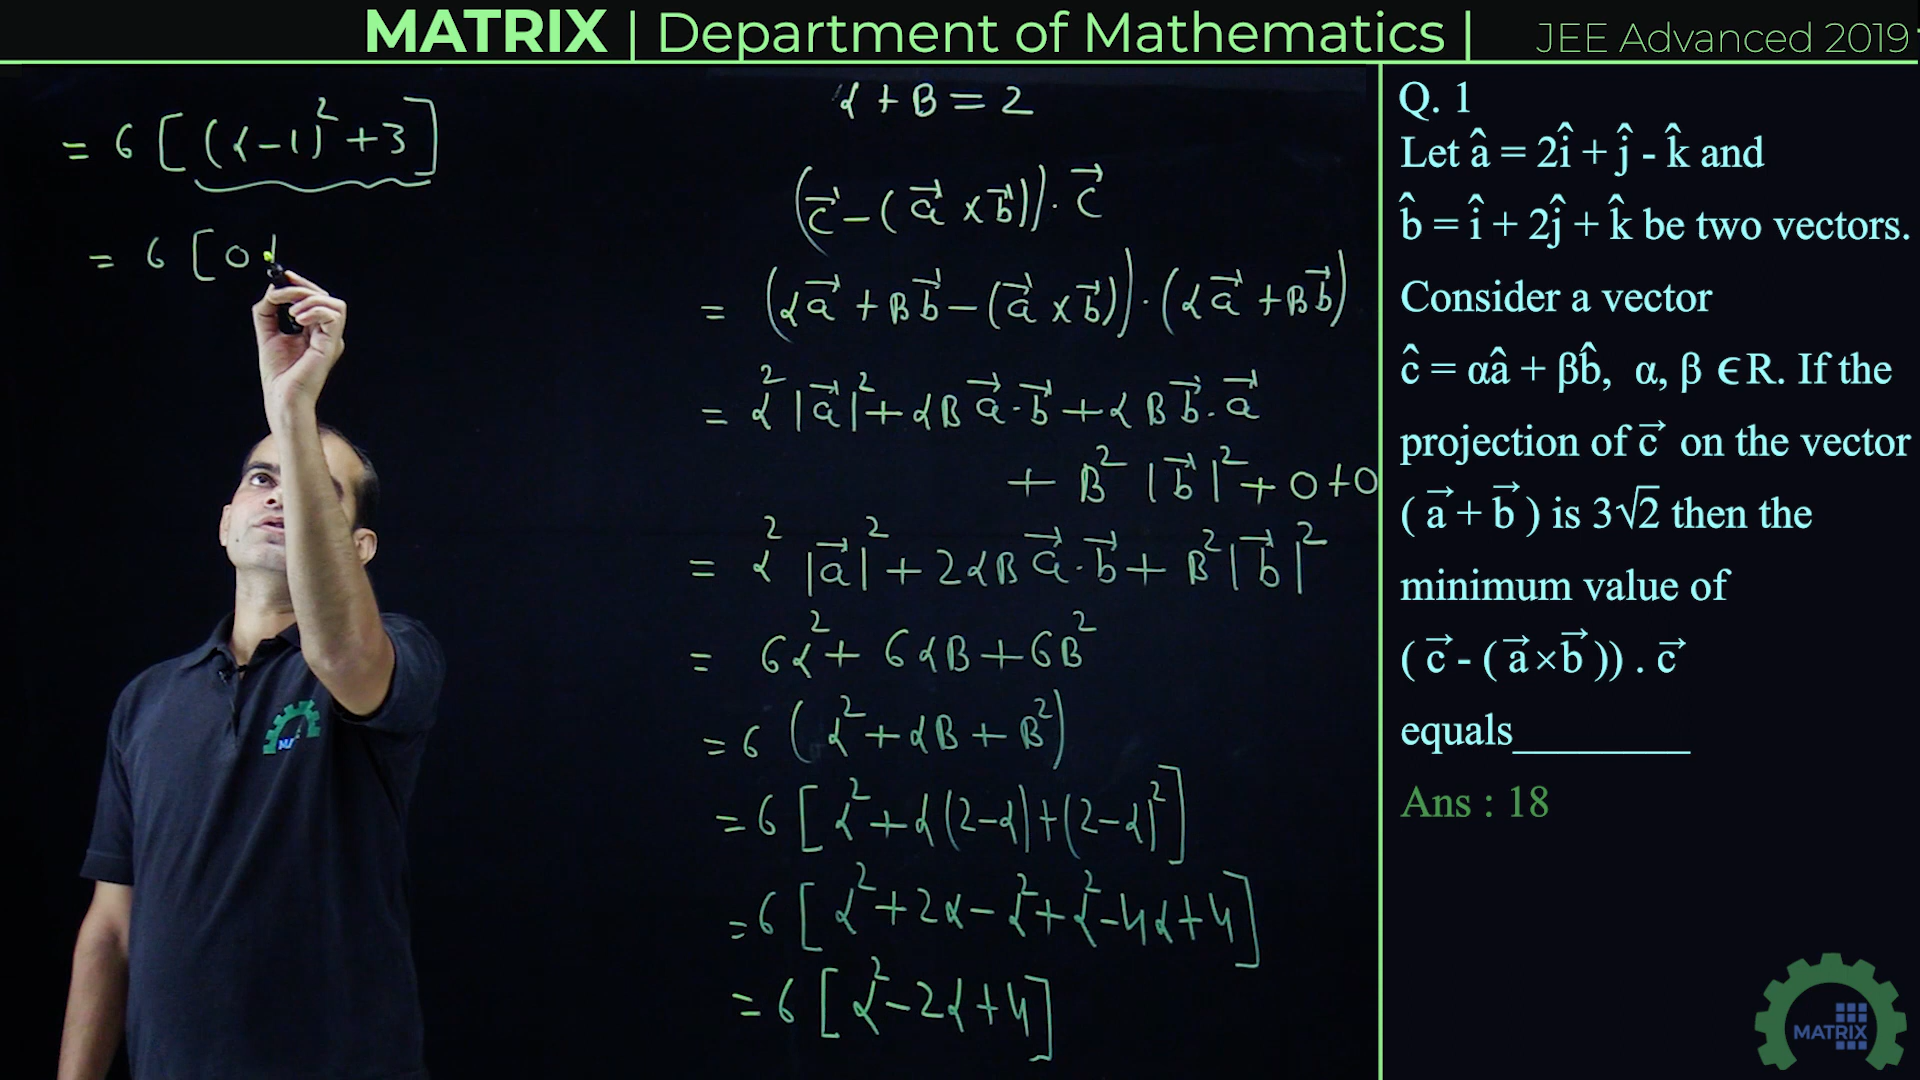 MATRIX | Department of Mathematics | JEE Advanced 2019
= 6 [(α-1)² + 3]
= 6 [0
α + β = 2
(c⃗ - (a⃗ × b⃗)) · c⃗
= (αa⃗ + βb⃗ - (a⃗ × b⃗)) · (αa⃗ + βb⃗)
= α² |a⃗|² + αβ a⃗ · b⃗ + αβ b⃗ · a⃗
+ β² |b⃗|² + 0 + 0
= α² |a⃗|² + 2αβ a⃗ · b⃗ + β² |b⃗|²
= 6α² + 6αβ + 6β²
= 6 (α² + αβ + β²)
= 6 [α² + α(2-α) + (2-α)²]
= 6 [α² + 2α - α² + α² - 4α + 4]
= 6 [α² - 2α + 4]
Q. 1
Let â = 2î + ĵ - k̂ and
b̂ = î + 2ĵ + k̂ be two vectors.
Consider a vector
ĉ = αâ + βb̂, α, β ∈ R. If the
projection of c⃗ on the vector
( a⃗ + b⃗ ) is 3√2 then the
minimum value of
( c⃗ - ( a⃗ × b⃗ )) . c⃗
equals________
Ans : 18
MATRIX